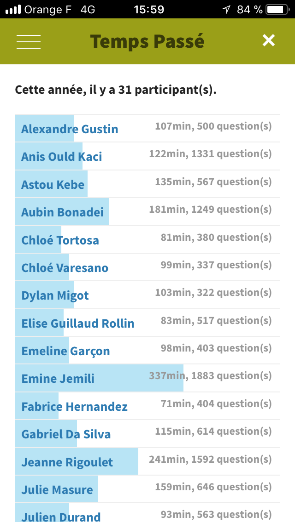 Orange F 4G 15:59 84 %
Temps Passé ×
Cette année, il y a 31 participant(s).
Alexandre Gustin 107min, 500 question(s)
Anis Ould Kaci 122min, 1331 question(s)
Astou Kebe 135min, 567 question(s)
Aubin Bonadei 181min, 1249 question(s)
Chloé Tortosa 81min, 380 question(s)
Chloé Varesano 99min, 337 question(s)
Dylan Migot 103min, 322 question(s)
Elise Guillaud Rollin 83min, 517 question(s)
Emeline Garçon 98min, 403 question(s)
Emine Jemili 337min, 1883 question(s)
Fabrice Hernandez 71min, 404 question(s)
Gabriel Da Silva 115min, 614 question(s)
Jeanne Rigoulet 241min, 1592 question(s)
Julie Masure 159min, 646 question(s)
Julien Durand 93min, 563 question(s)